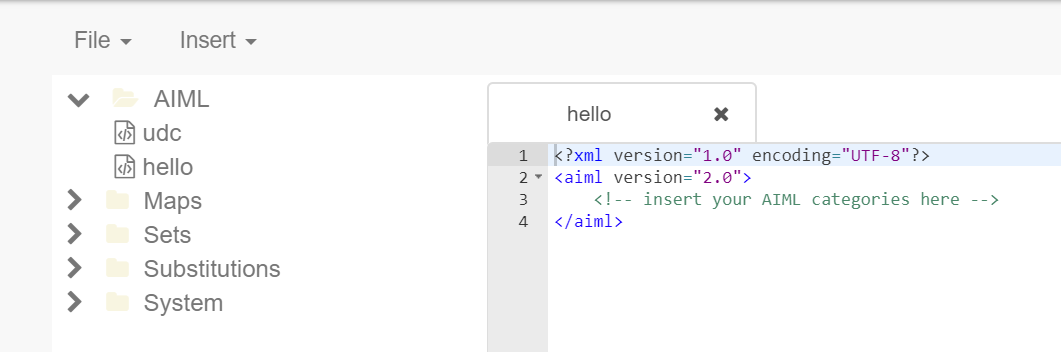 File Insert
AIML
udc
hello
Maps
Sets
Substitutions
System
hello
1 <?xml version="1.0" encoding="UTF-8"?>
2 <aiml version="2.0">
3 <!-- insert your AIML categories here -->
4 </aiml>